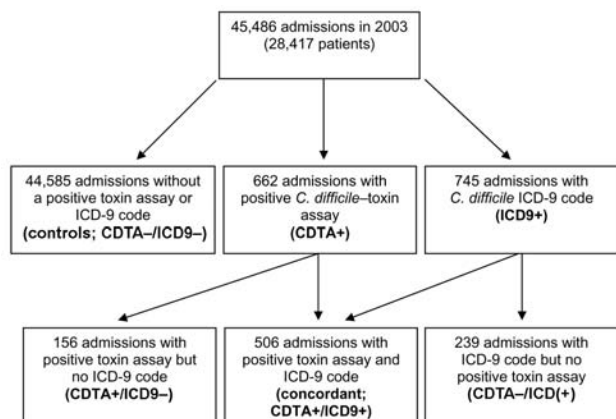 45,486 admissions in 2003
(28,417 patients)
44,585 admissions without
a positive toxin assay or
ICD-9 code
(controls; CDTA–/ICD9–)
662 admissions with
positive C. difficile–toxin
assay
(CDTA+)
745 admissions with
C. difficile ICD-9 code
(ICD9+)
156 admissions with
positive toxin assay but
no ICD-9 code
(CDTA+/ICD9–)
506 admissions with
positive toxin assay and
ICD-9 code
(concordant;
CDTA+/ICD9+)
239 admissions with
ICD-9 code but no
positive toxin assay
(CDTA–/ICD(+)